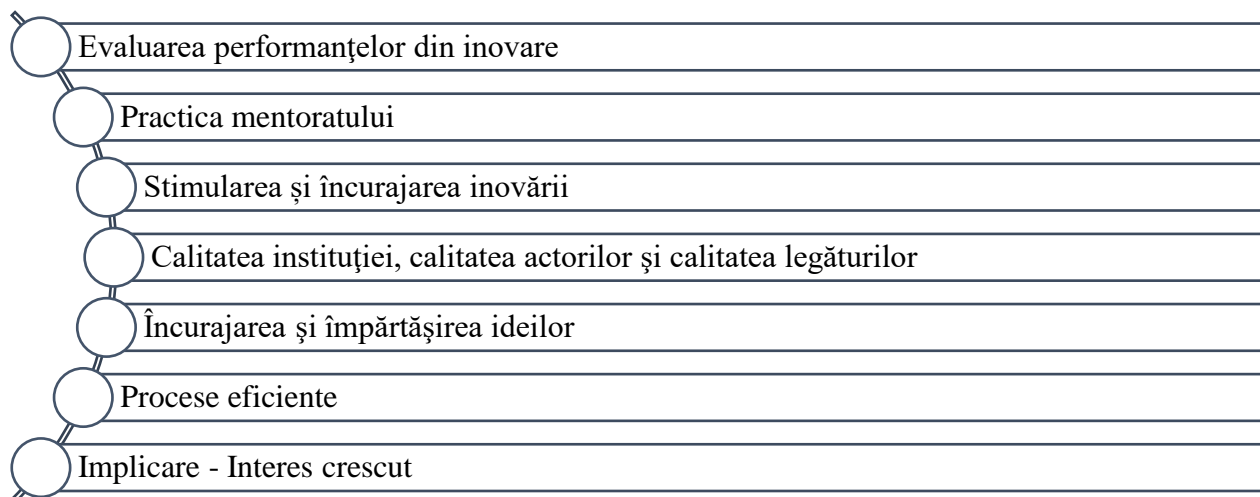 Evaluarea performanţelor din inovare
Practica mentoratului
Stimularea și încurajarea inovării
Calitatea instituţiei, calitatea actorilor şi calitatea legăturilor
Încurajarea şi împărtăşirea ideilor
Procese eficiente
Implicare - Interes crescut